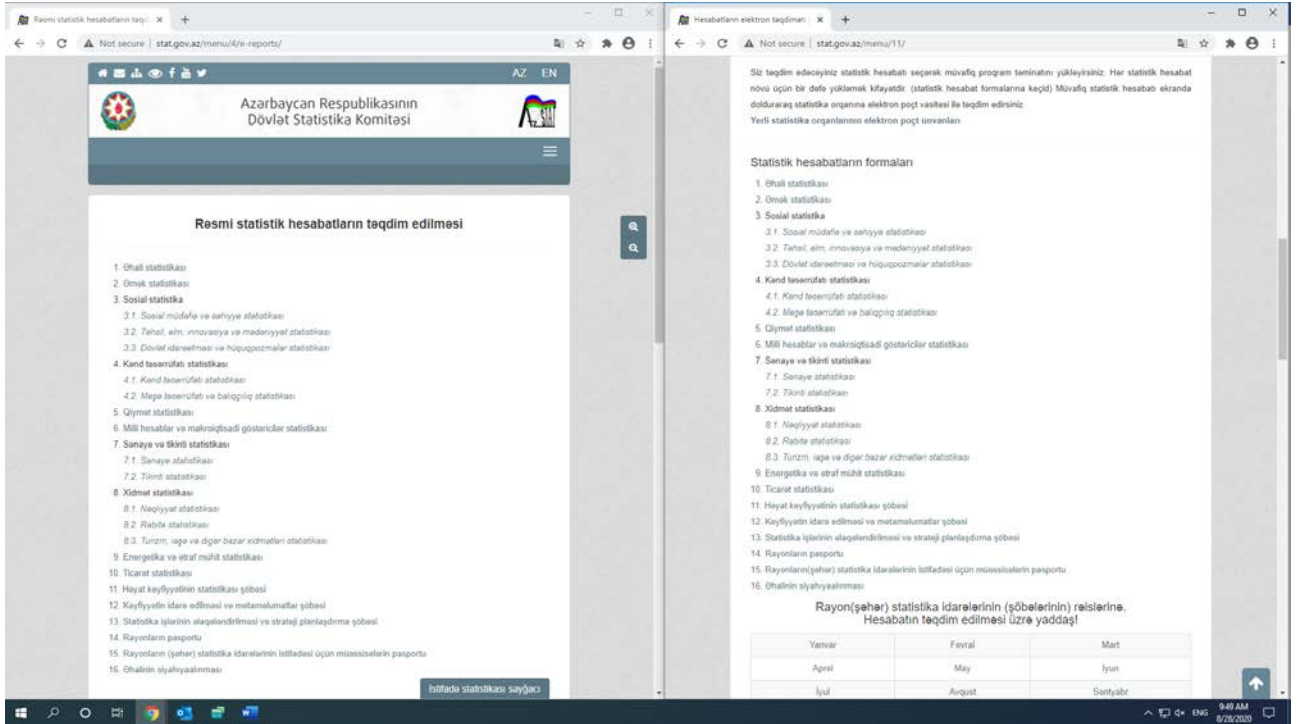 Rəsmi statistik hesabatların təqd
Not secure | stat.gov.az/menu/4/e-reports/
AZ EN
Azərbaycan Respublikasının
Dövlət Statistika Komitəsi
Rəsmi statistik hesabatların təqdim edilməsi
1. Əhali statistikası
2. Əmək statistikası
3. Sosial statistika
3.1. Sosial müdafiə və səhiyyə statistikası
3.2. Təhsil, elm, innovasiya və mədəniyyət statistikası
3.3. Dövlət idarəetməsi və hüquqpozmalar statistikası
4. Kənd təsərrüfatı statistikası
4.1. Kənd təsərrüfatı statistikası
4.2. Meşə təsərrüfatı və balıqçılıq statistikası
5. Qiymət statistikası
6. Milli hesablar və makroiqtisadi göstəricilər statistikası
7. Sənaye və tikinti statistikası
7.1. Sənaye statistikası
7.2. Tikinti statistikası
8. Xidmət statistikası
8.1. Nəqliyyat statistikası
8.2. Rabitə statistikası
8.3. Turizm, iaşə və digər bazar xidmətləri statistikası
9. Energetika və ətraf mühit statistikası
10. Ticarət statistikası
11. Həyat keyfiyyətinin statistikası şöbəsi
12. Keyfiyyətin idarə edilməsi və metaməlumatlar şöbəsi
13. Statistika işlərinin əlaqələndirilməsi və strateji planlaşdırma şöbəsi
14. Rayonların pasportu
15. Rayonların (şəhər) statistika idarələrinin istifadəsi üçün müəssisələrin pasportu
16. Əhalinin siyahıyaalınması
İstifadə statistikası sayğacı
Hesabatların elektron təqdimatı
Not secure | stat.gov.az/menu/11/
Siz təqdim edəcəyiniz statistik hesabatı seçərək müvafiq proqram təminatını yükləyirsiniz. Hər statistik hesabat
növü üçün bir dəfə yükləmək kifayətdir. (statistik hesabat formalarına keçid) Müvafiq statistik hesabatı ekranda
dolduraraq statistika orqanına elektron poçt vasitəsi ilə təqdim edirsiniz.
Yerli statistika orqanlarının elektron poçt ünvanları
Statistik hesabatların formaları
1. Əhali statistikası
2. Əmək statistikası
3. Sosial statistika
3.1. Sosial müdafiə və səhiyyə statistikası
3.2. Təhsil, elm, innovasiya və mədəniyyət statistikası
3.3. Dövlət idarəetməsi və hüquqpozmalar statistikası
4. Kənd təsərrüfatı statistikası
4.1. Kənd təsərrüfatı statistikası
4.2. Meşə təsərrüfatı və balıqçılıq statistikası
5. Qiymət statistikası
6. Milli hesablar və makroiqtisadi göstəricilər statistikası
7. Sənaye və tikinti statistikası
7.1. Sənaye statistikası
7.2. Tikinti statistikası
8. Xidmət statistikası
8.1. Nəqliyyat statistikası
8.2. Rabitə statistikası
8.3. Turizm, iaşə və digər bazar xidmətləri statistikası
9. Energetika və ətraf mühit statistikası
10. Ticarət statistikası
11. Həyat keyfiyyətinin statistikası şöbəsi
12. Keyfiyyətin idarə edilməsi və metaməlumatlar şöbəsi
13. Statistika işlərinin əlaqələndirilməsi və strateji planlaşdırma şöbəsi
14. Rayonların pasportu
15. Rayonların(şəhər) statistika idarələrinin istifadəsi üçün müəssisələrin pasportu
16. Əhalinin siyahıyaalınması
Rayon(şəhər) statistika idarələrinin (şöbələrinin) rəislərinə.
Hesabatın təqdim edilməsi üzrə yaddaş!
Yanvar Fevral Mart
Aprel May İyun
İyul Avqust Sentyabr
ENG
9:49 AM
8/28/2020